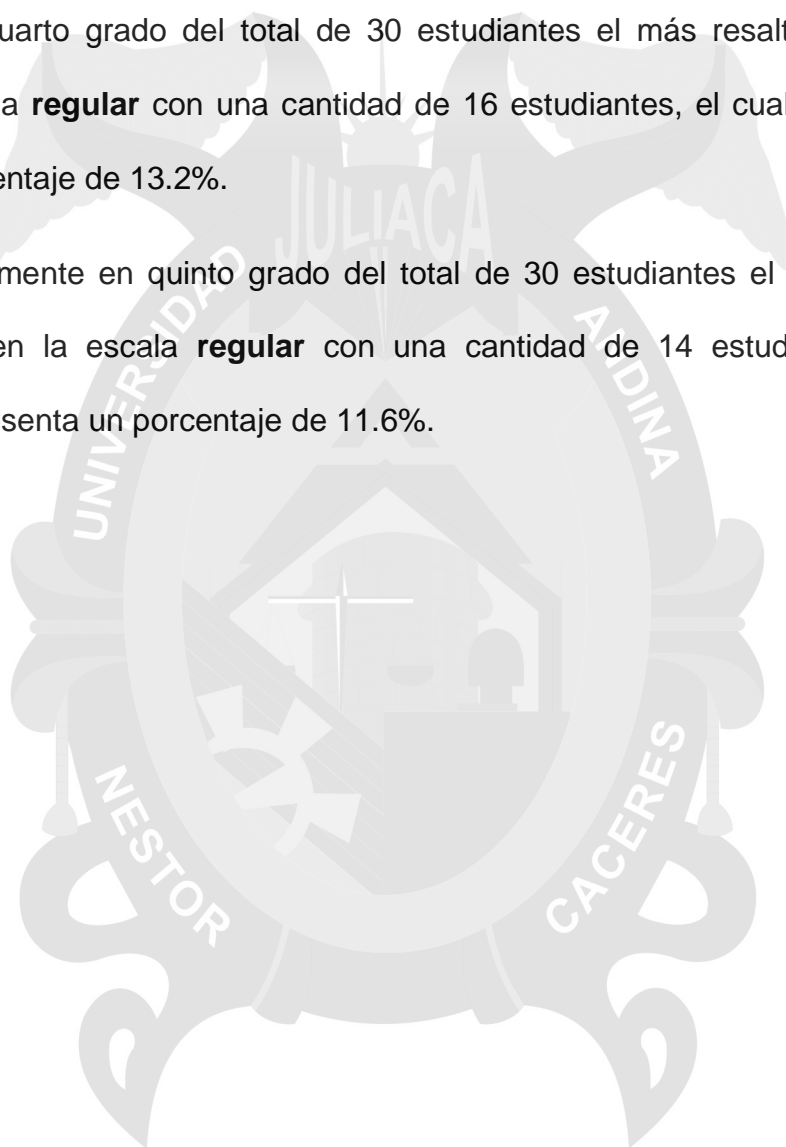 uarto grado del total de 30 estudiantes el más resalt
a regular con una cantidad de 16 estudiantes, el cual
entaje de 13.2%.
mente en quinto grado del total de 30 estudiantes el
en la escala regular con una cantidad de 14 estud
senta un porcentaje de 11.6%.
JULIACA
UNIVERSIDAD
ANDINA
NESTOR
CACERES